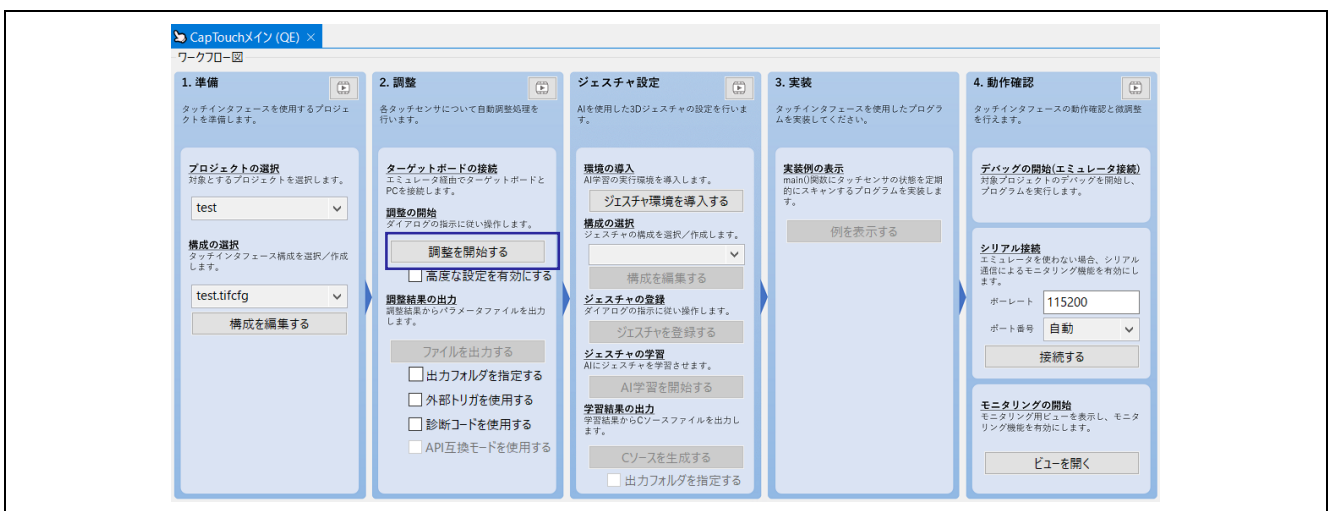 CapTouchメイン (QE)
ワークフロー図
1. 準備
タッチインタフェースを使用するプロジェ
クトを準備します。
プロジェクトの選択
対象とするプロジェクトを選択します。
test
構成の選択
タッチインタフェース構成を選択／作成
します。
test.tifcfg
構成を編集する
2. 調整
各タッチセンサについて自動調整処理を
行います。
ターゲットボードの接続
エミュレータ経由でターゲットボードと
PCを接続します。
調整の開始
ダイアログの指示に従い操作します。
調整を開始する
高度な設定を有効にする
調整結果の出力
調整結果からパラメータファイルを出力
します。
ファイルを出力する
出力フォルダを指定する
外部トリガを使用する
診断コードを使用する
API互換モードを使用する
ジェスチャ設定
AIを使用した3Dジェスチャの設定を行いま
す。
環境の導入
AI学習の実行環境を導入します。
ジェスチャ環境を導入する
構成の選択
ジェスチャの構成を選択／作成します。
構成を編集する
ジェスチャの登録
ダイアログの指示に従い操作します。
ジェスチャを登録する
ジェスチャの学習
AIにジェスチャを学習させます。
AI学習を開始する
学習結果の出力
学習結果からCソースファイルを出力し
ます。
Cソースを生成する
出力フォルダを指定する
3. 実装
タッチインタフェースを使用したプログラ
ムを実装してください。
実装例の表示
main()関数にタッチセンサの状態を定期
的にスキャンするプログラムを実装しま
す。
例を表示する
4. 動作確認
タッチインタフェースの動作確認と微調整
を行えます。
デバッグの開始(エミュレータ接続)
対象プロジェクトのデバッグを開始し、
プログラムを実行します。
シリアル接続
エミュレータを使わない場合、シリアル
通信によるモニタリング機能を有効にし
ます。
ボーレート 115200
ポート番号 自動
接続する
モニタリングの開始
モニタリング用ビューを表示し、モニタ
リング機能を有効にします。
ビューを開く